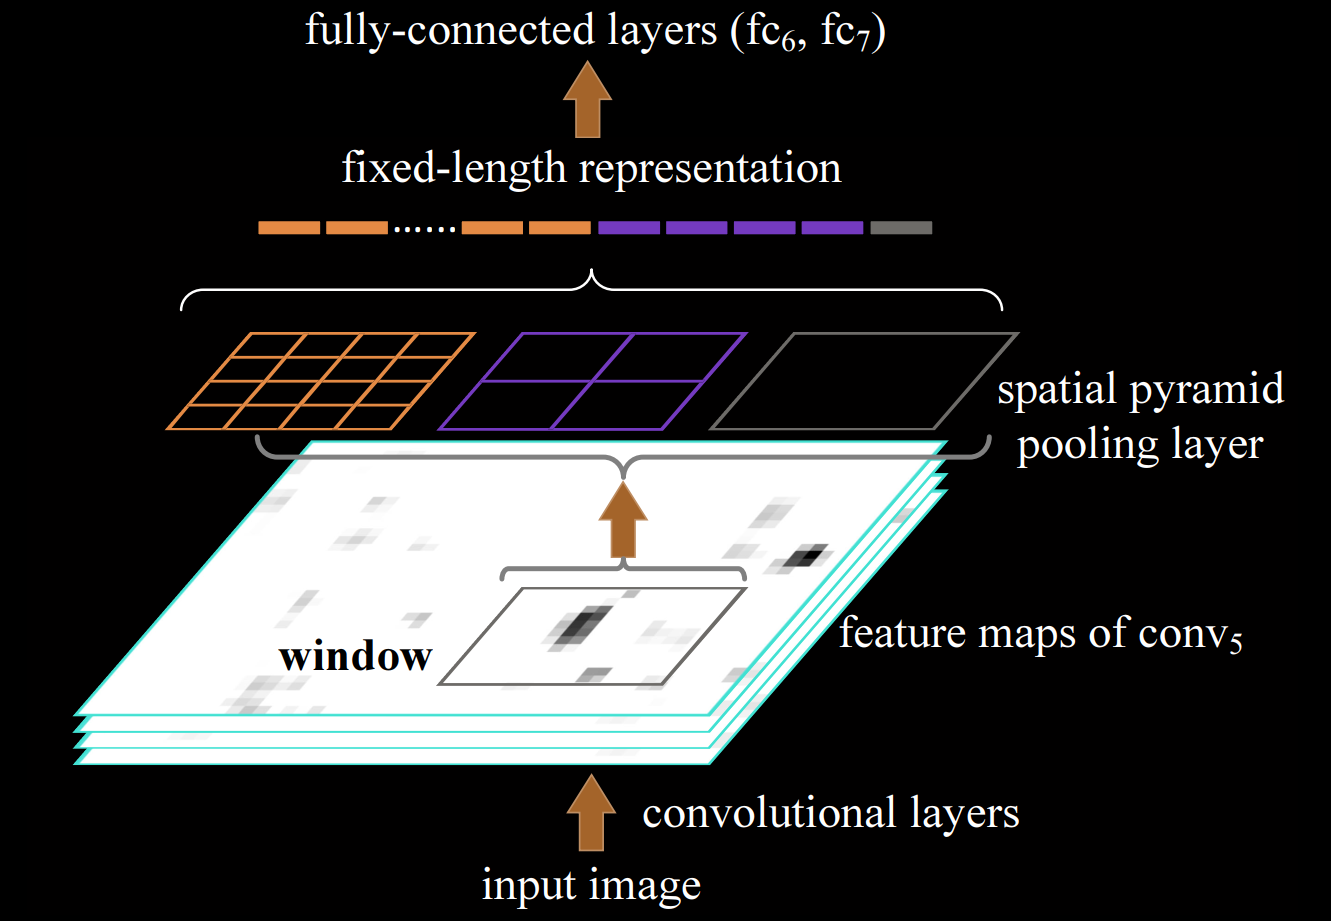 fully-connected layers (fc₆, fc₇)
fixed-length representation
......
spatial pyramid
pooling layer
window
feature maps of conv₅
convolutional layers
input image